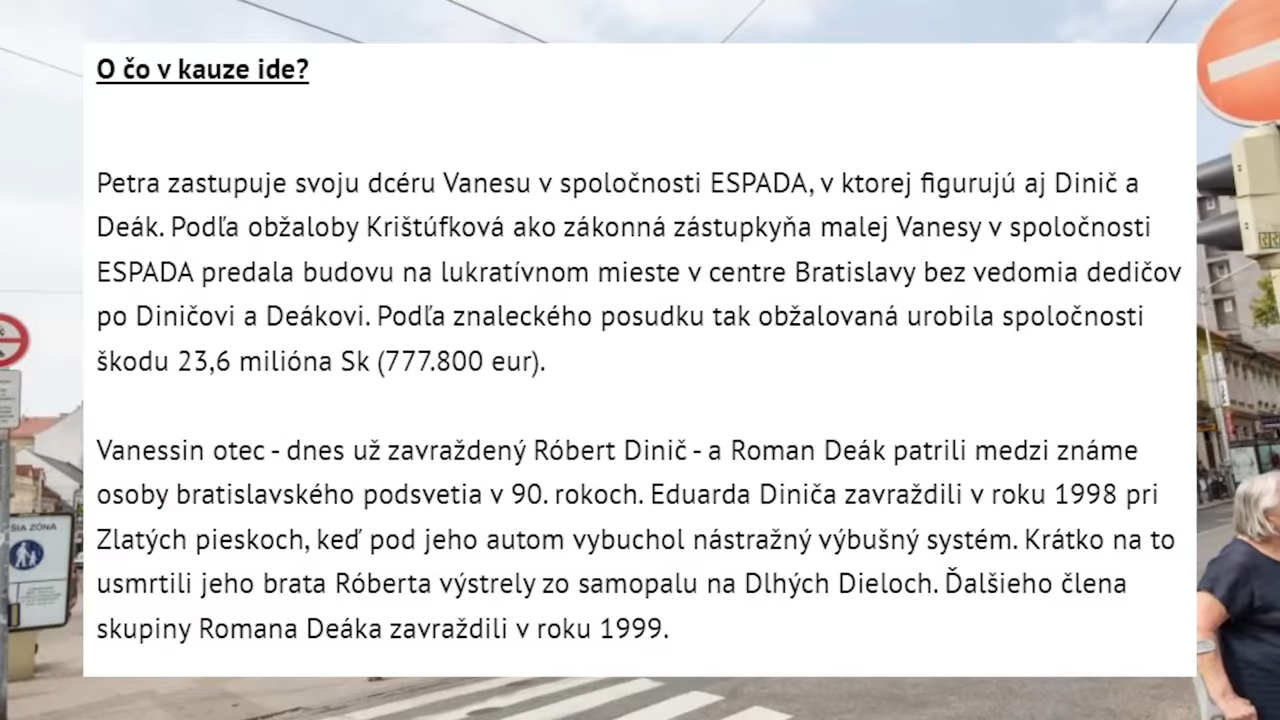 O čo v kauze ide?
Petra zastupuje svoju dcéru Vanesu v spoločnosti ESPADA, v ktorej figurujú aj Dinič a
Deák. Podľa obžaloby Krištúfková ako zákonná zástupkyňa malej Vanesy v spoločnosti
ESPADA predala budovu na lukratívnom mieste v centre Bratislavy bez vedomia dedičov
po Diničovi a Deákovi. Podľa znaleckého posudku tak obžalovaná urobila spoločnosti
škodu 23,6 milióna Sk (777.800 eur).
Vanessin otec - dnes už zavraždený Róbert Dinič - a Roman Deák patrili medzi známe
osoby bratislavského podsvetia v 90. rokoch. Eduarda Diniča zavraždili v roku 1998 pri
Zlatých pieskoch, keď pod jeho autom vybuchol nástražný výbušný systém. Krátko na to
usmrtili jeho brata Róberta výstrely zo samopalu na Dlhých Dieloch. Ďalšieho člena
skupiny Romana Deáka zavraždili v roku 1999.
ZÓNA